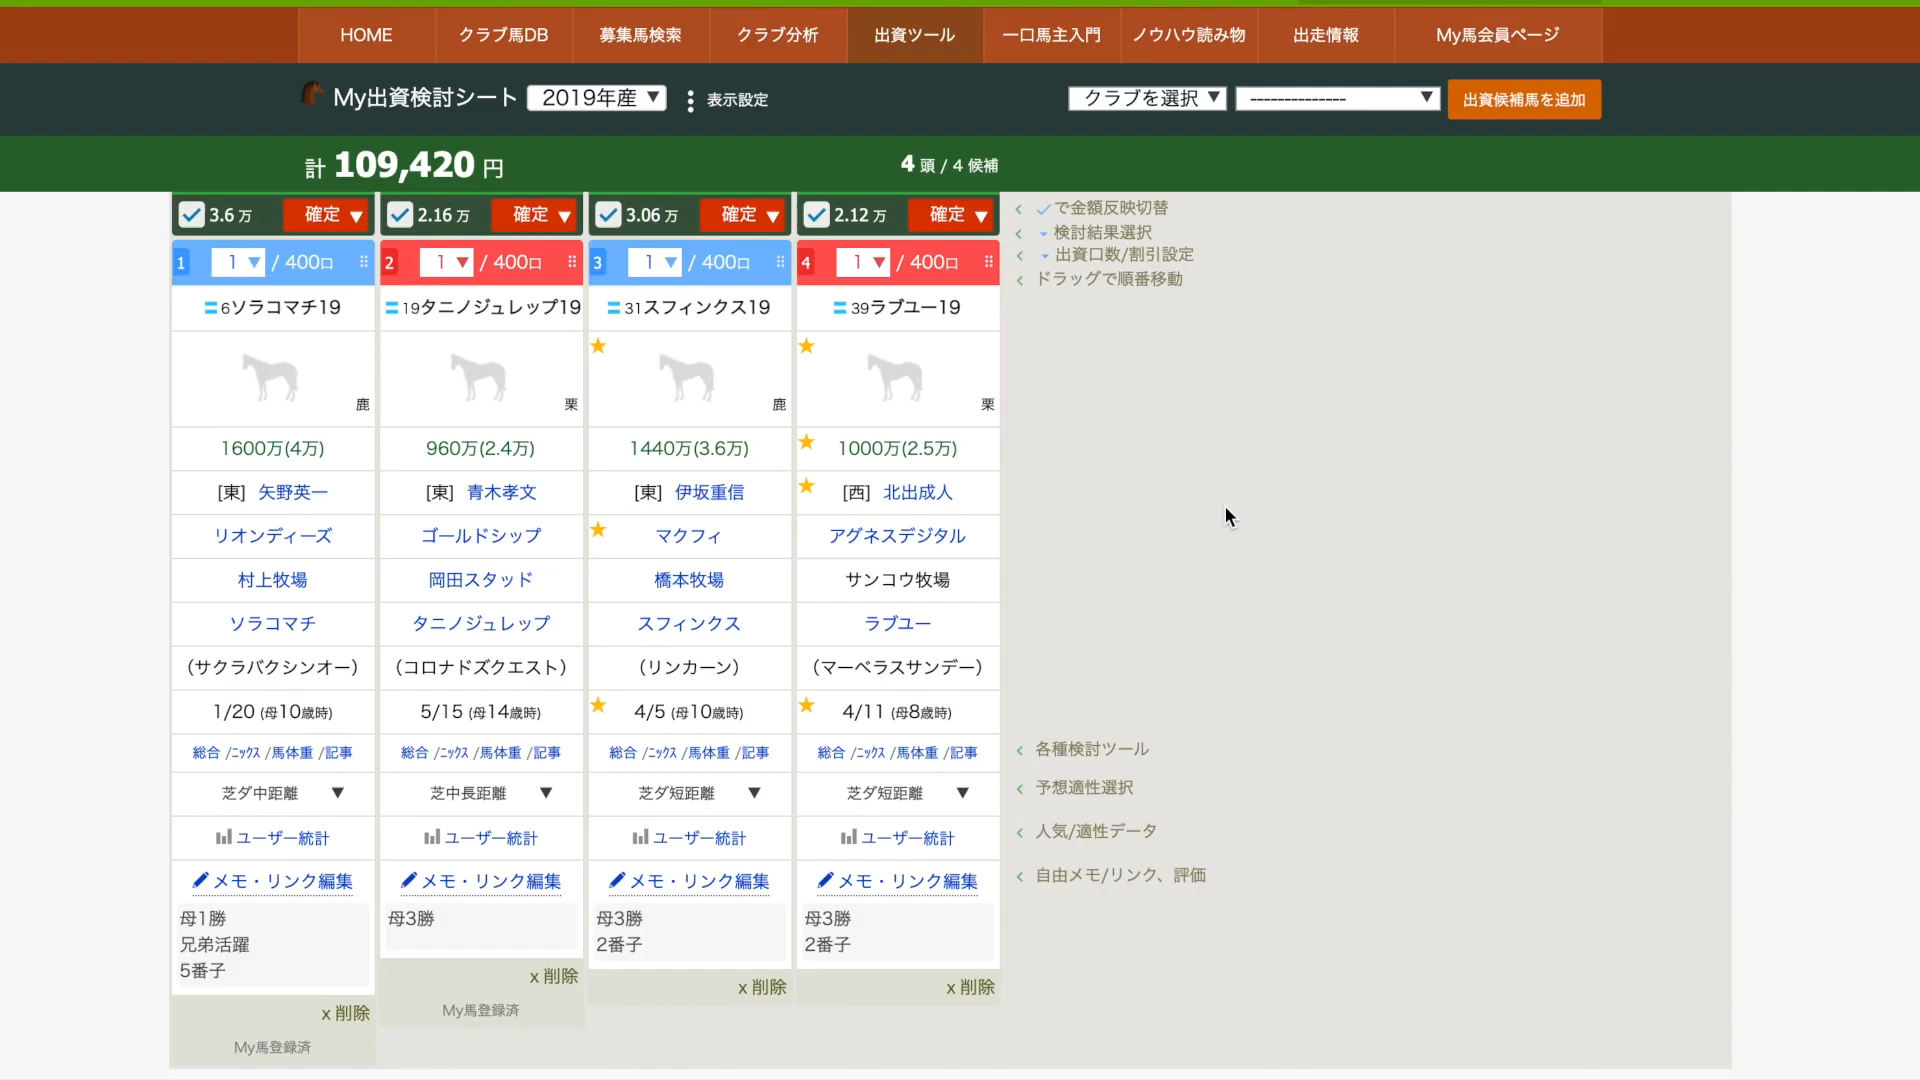 HOME クラブ馬DB 募集馬検索 クラブ分析 出資ツール 一口馬主入門 ノウハウ読み物 出走情報 My馬会員ページ
My出資検討シート 2019年産 ▼ 表示設定 クラブを選択 ▼ -------------- ▼ 出資候補馬を追加
計 109,420 円 4 頭 / 4 候補
3.6 万 確定 ▼ 2.16 万 確定 ▼ 3.06 万 確定 ▼ 2.12 万 確定 ▼ < ✓で金額反映切替
< 検討結果選択
1 1 ▼ / 400口 2 1 ▼ / 400口 3 1 ▼ / 400口 4 1 ▼ / 400口 < 出資口数/割引設定
< ドラッグで順番移動
6ソラコマチ19 19タニノジュレップ19 31スフィンクス19 39ラブユー19
鹿 栗 鹿 栗
1600万(4万) 960万(2.4万) 1440万(3.6万) 1000万(2.5万)
[東] 矢野英一 [東] 青木孝文 [東] 伊坂重信 [西] 北出成人
リオンディーズ ゴールドシップ マクフィ アグネスデジタル
村上牧場 岡田スタッド 橋本牧場 サンコウ牧場
ソラコマチ タニノジュレップ スフィンクス ラブユー
(サクラバクシンオー) (コロナドズクエスト) (リンカーン) (マーベラスサンデー)
1/20 (母10歳時) 5/15 (母14歳時) 4/5 (母10歳時) 4/11 (母8歳時)
総合 /ﾆｯｸｽ /馬体重 /記事 総合 /ﾆｯｸｽ /馬体重 /記事 総合 /ﾆｯｸｽ /馬体重 /記事 総合 /ﾆｯｸｽ /馬体重 /記事 < 各種検討ツール
芝ダ中距離 ▼ 芝中長距離 ▼ 芝ダ短距離 ▼ 芝ダ短距離 ▼ < 予想適性選択
ユーザー統計 ユーザー統計 ユーザー統計 ユーザー統計 < 人気/適性データ
メモ・リンク編集 メモ・リンク編集 メモ・リンク編集 メモ・リンク編集 < 自由メモ/リンク、評価
母1勝 母3勝 母3勝 母3勝
兄弟活躍 2番子 2番子
5番子
x 削除 x 削除 x 削除 x 削除
My馬登録済 My馬登録済